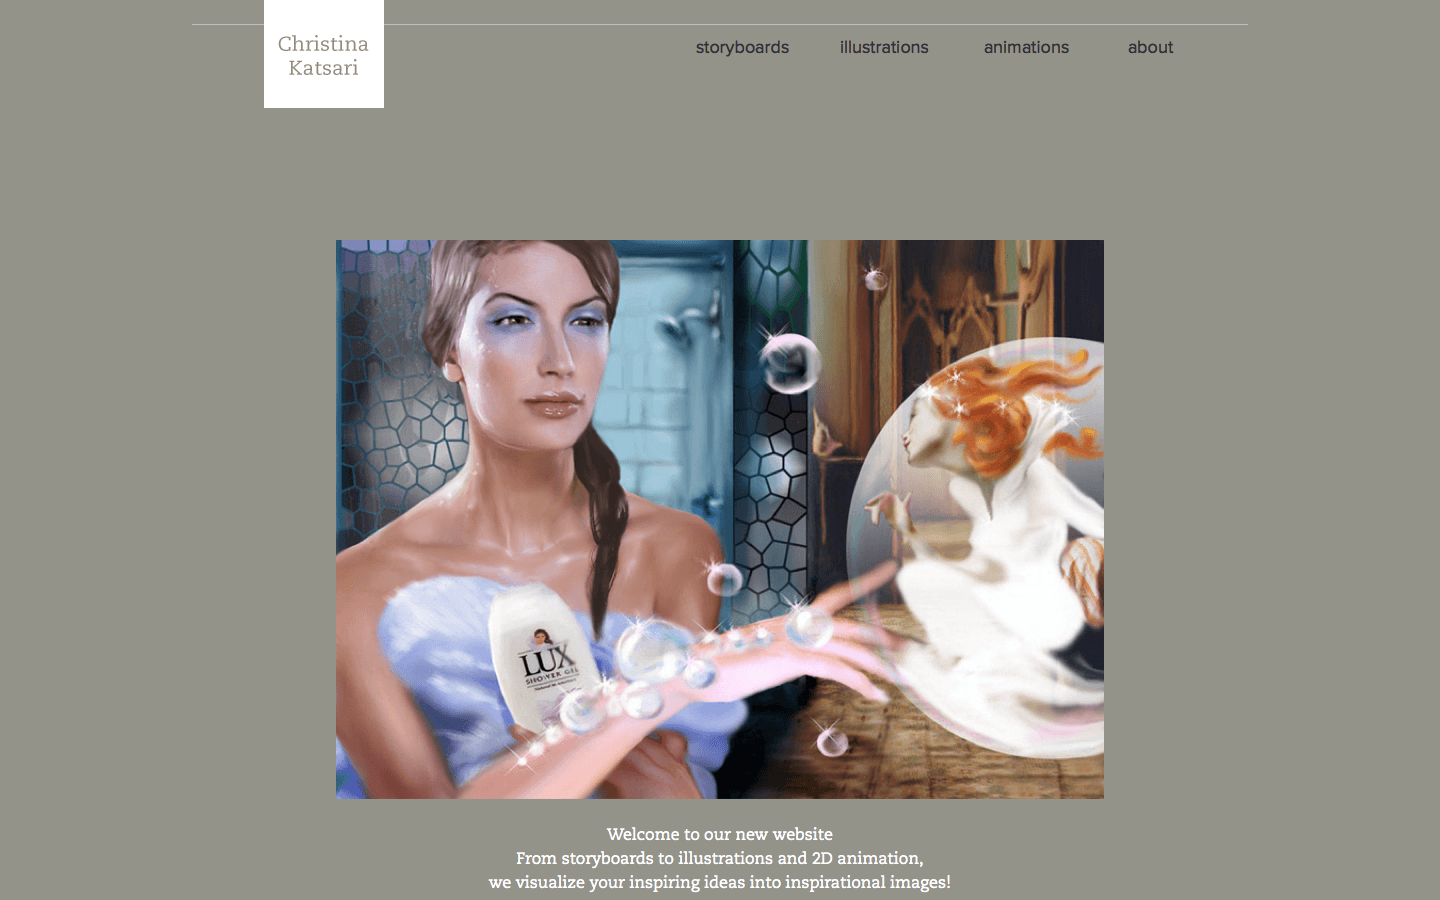 Christina
Katsari
storyboards
illustrations
animations
about
LUX
SHOWER GEL
Welcome to our new website
From storyboards to illustrations and 2D animation,
we visualize your inspiring ideas into inspirational images!